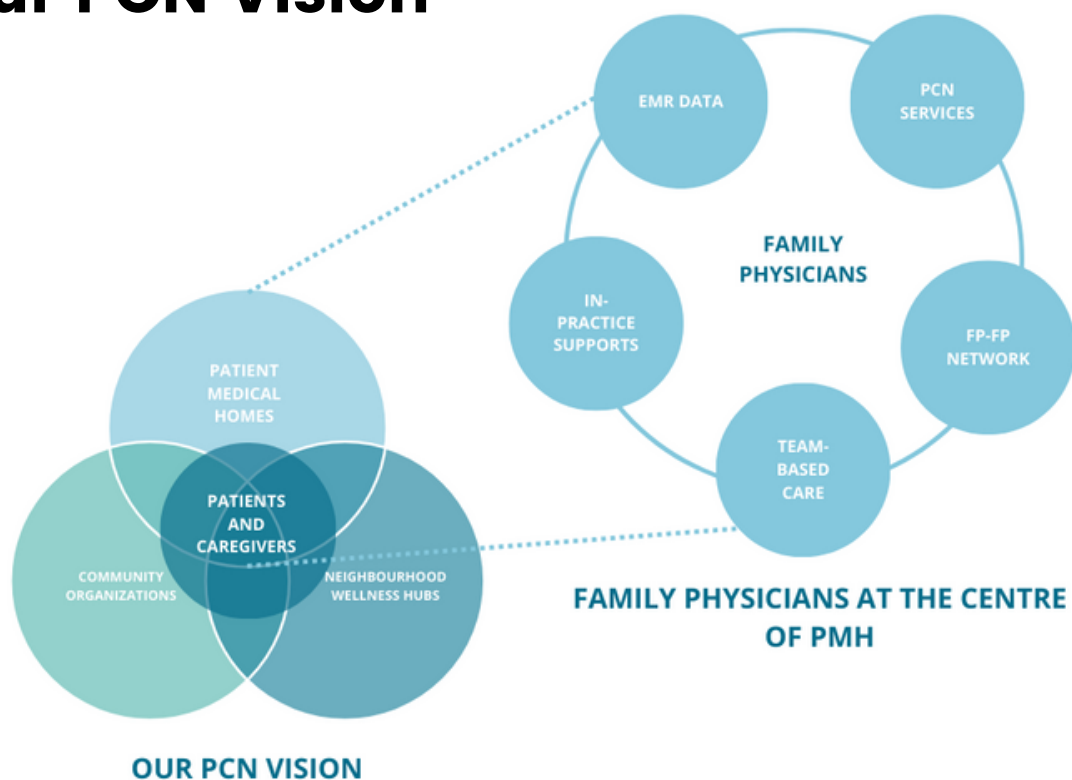 PCN Vision
EMR DATA
PCN
SERVICES
FAMILY
PHYSICIANS
IN-
PRACTICE
SUPPORTS
FP-FP
NETWORK
TEAM-
BASED
CARE
FAMILY PHYSICIANS AT THE CENTRE
OF PMH
PATIENT
MEDICAL
HOMES
PATIENTS
AND
CAREGIVERS
COMMUNITY
ORGANIZATIONS
NEIGHBOURHOOD
WELLNESS HUBS
OUR PCN VISION